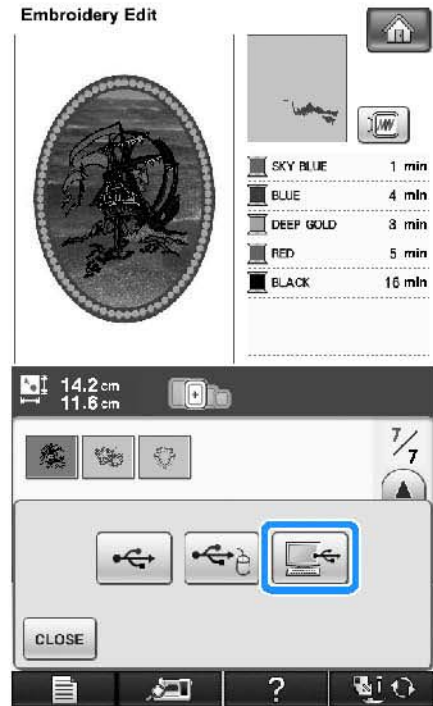 Embroidery Edit
SKY BLUE 1 min
BLUE 4 min
DEEP GOLD 3 min
RED 5 min
BLACK 16 min
14.2 cm
11.6 cm
7/7
CLOSE
?